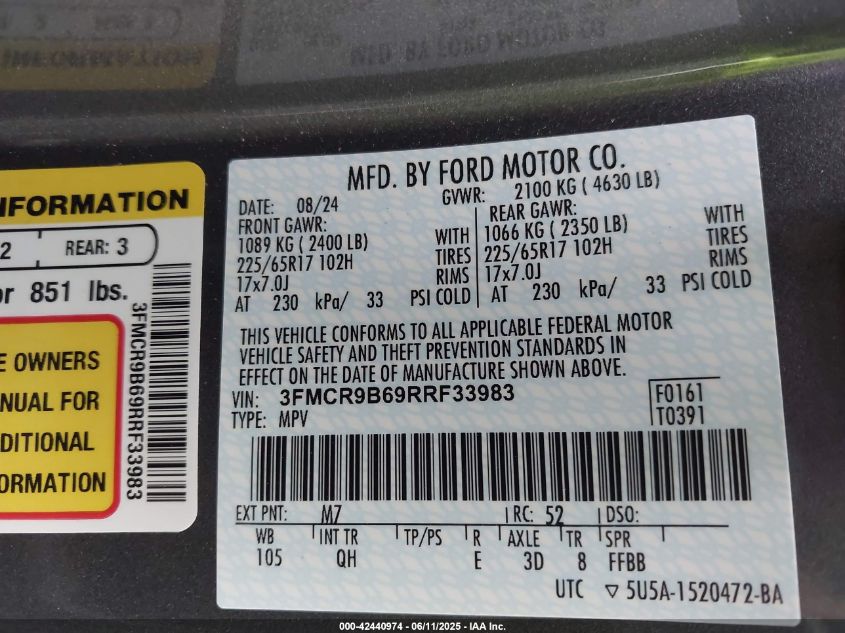 MFD. BY FORD MOTOR CO.
NFORMATION
2 REAR: 3
or 851 lbs.
E OWNERS
NUAL FOR
DITIONAL
ORMATION
3FMCR9B69RRF33983
MFD. BY FORD MOTOR CO.
DATE: 08/24 GVWR: 2100 KG ( 4630 LB)
FRONT GAWR:
1089 KG ( 2400 LB) WITH
225/65R17 102H TIRES
17x7.0J RIMS
AT 230 kPa/ 33 PSI COLD
REAR GAWR:
1066 KG ( 2350 LB) WITH
225/65R17 102H TIRES
17x7.0J RIMS
AT 230 kPa/ 33 PSI COLD
THIS VEHICLE CONFORMS TO ALL APPLICABLE FEDERAL MOTOR
VEHICLE SAFETY AND THEFT PREVENTION STANDARDS IN
EFFECT ON THE DATE OF MANUFACTURE SHOWN ABOVE.
VIN: 3FMCR9B69RRF33983
TYPE: MPV
F0161
T0391
EXT PNT: M7 RC: 52 DSO:
WB INT TR TP/PS R AXLE TR SPR
105 QH E 3D 8 FFBB
UTC ▽ 5U5A-1520472-BA
000-42440974 - 06/11/2025 - IAA Inc.